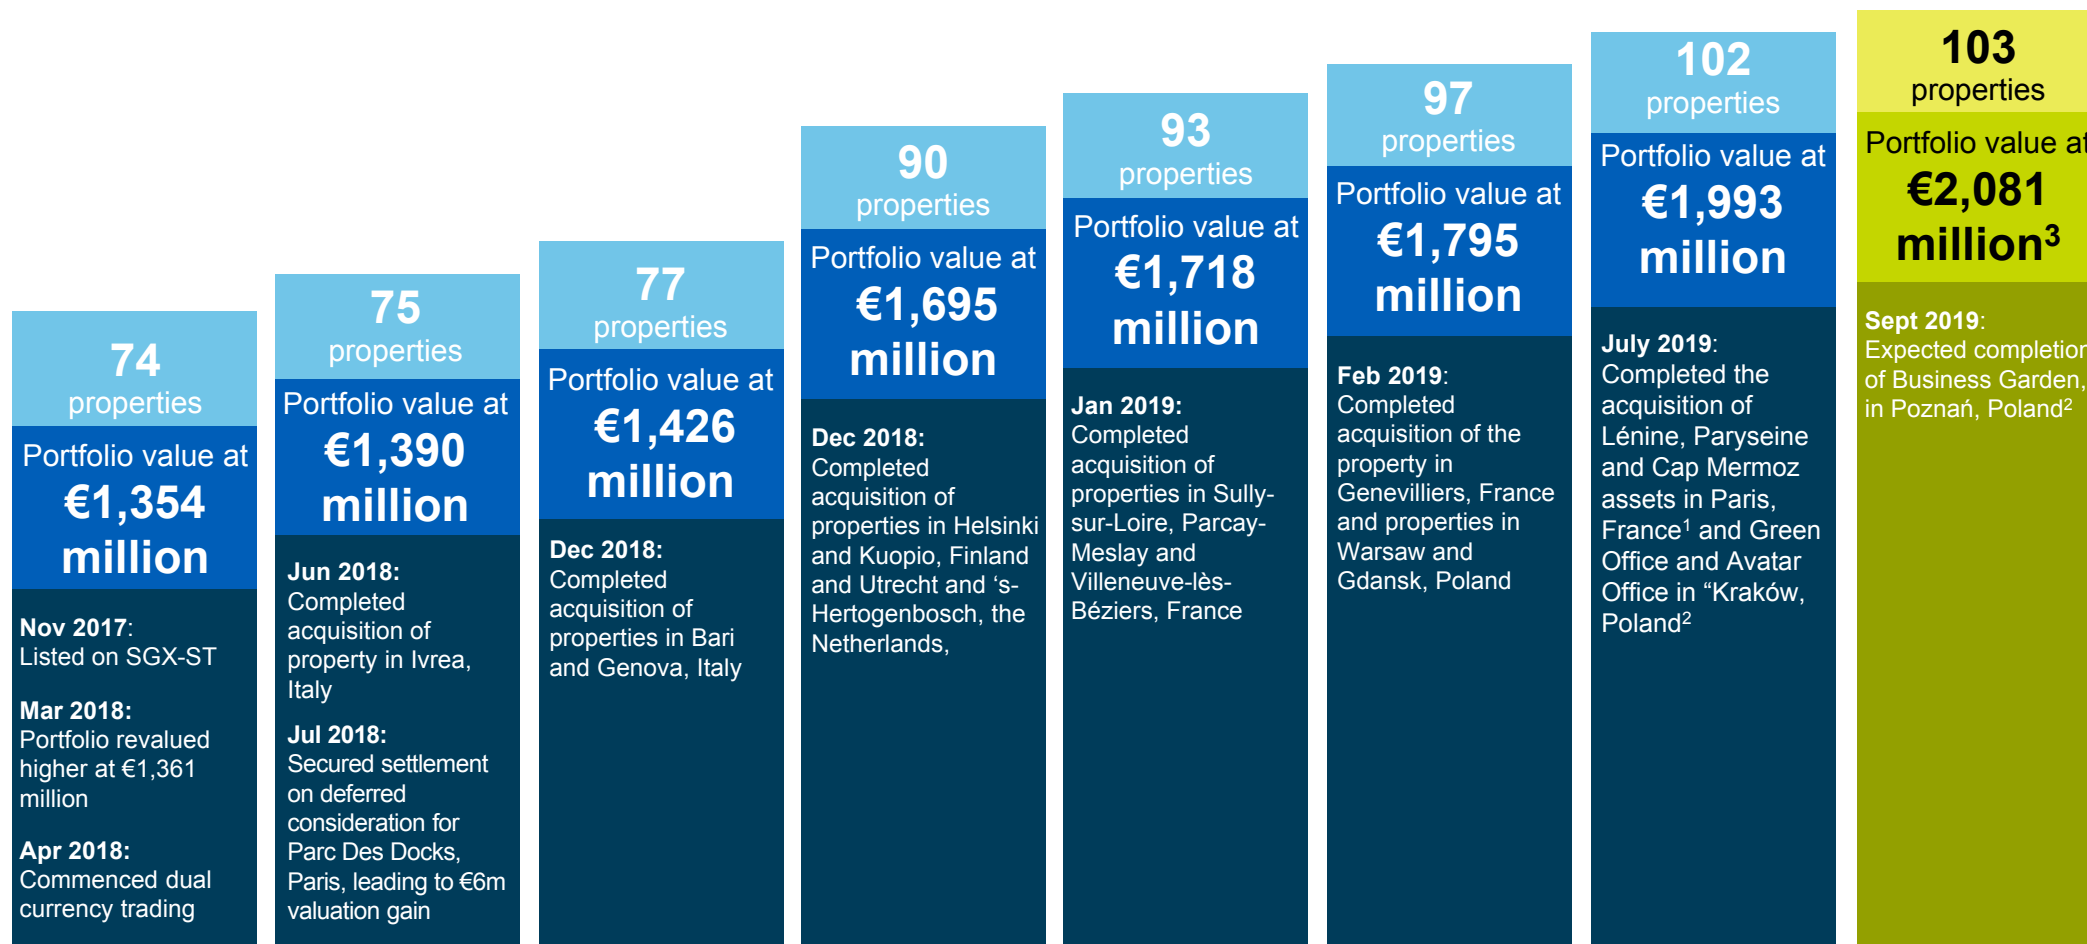 74
properties
Portfolio value at
€1,354
million
Nov 2017:
Listed on SGX-ST
Mar 2018:
Portfolio revalued
higher at €1,361
million
Apr 2018:
Commenced dual
currency trading
75
properties
Portfolio value at
€1,390
million
Jun 2018:
Completed
acquisition of
property in Ivrea,
Italy
Jul 2018:
Secured settlement
on deferred
consideration for
Parc Des Docks,
Paris, leading to €6m
valuation gain
77
properties
Portfolio value at
€1,426
million
Dec 2018:
Completed
acquisition of
properties in Bari
and Genova, Italy
90
properties
Portfolio value at
€1,695
million
Dec 2018:
Completed
acquisition of
properties in Helsinki
and Kuopio, Finland
and Utrecht and ‘s-
Hertogenbosch, the
Netherlands,
93
properties
Portfolio value at
€1,718
million
Jan 2019:
Completed
acquisition of
properties in Sully-
sur-Loire, Parcay-
Meslay and
Villeneuve-lès-
Béziers, France
97
properties
Portfolio value at
€1,795
million
Feb 2019:
Completed
acquisition of the
property in
Genevilliers, France
and properties in
Warsaw and
Gdansk, Poland
102
properties
Portfolio value at
€1,993
million
July 2019:
Completed the
acquisition of
Lénine, Paryseine
and Cap Mermoz
assets in Paris,
France¹ and Green
Office and Avatar
Office in “Kraków,
Poland²
103
properties
Portfolio value at
€2,081
million³
Sept 2019:
Expected completion
of Business Garden,
in Poznań, Poland²